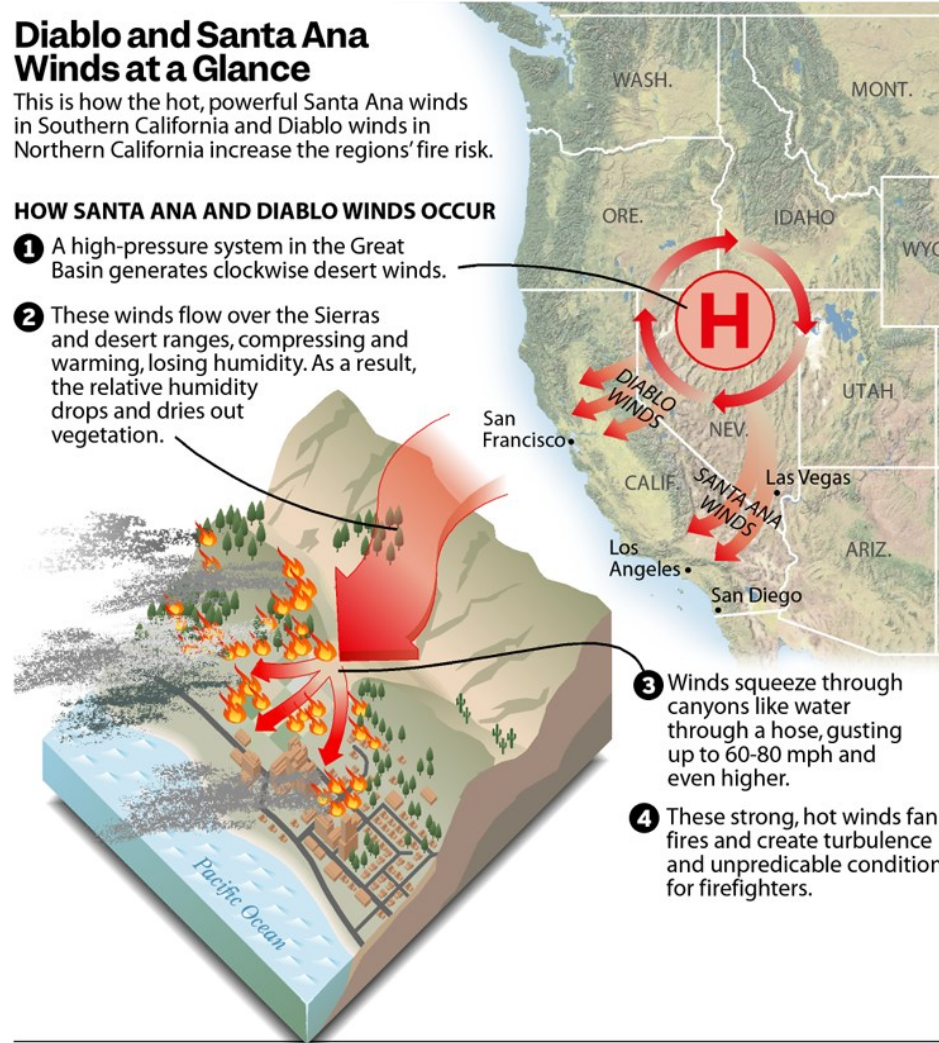 Diablo and Santa Ana
Winds at a Glance
This is how the hot, powerful Santa Ana winds
in Southern California and Diablo winds in
Northern California increase the regions' fire risk.
HOW SANTA ANA AND DIABLO WINDS OCCUR
1 A high-pressure system in the Great
Basin generates clockwise desert winds.
2 These winds flow over the Sierras
and desert ranges, compressing and
warming, losing humidity. As a result,
the relative humidity
drops and dries out
vegetation.
WASH.
MONT.
ORE.
IDAHO
WYO
H
UTAH
DIABLO
WINDS
NEV.
San
Francisco
CALIF.
SANTA ANA
WINDS
Las Vegas
ARIZ.
Los
Angeles
San Diego
3 Winds squeeze through
canyons like water
through a hose, gusting
up to 60-80 mph and
even higher.
4 These strong, hot winds fan
fires and create turbulence
and unpredicable condition
for firefighters.
Pacific Ocean